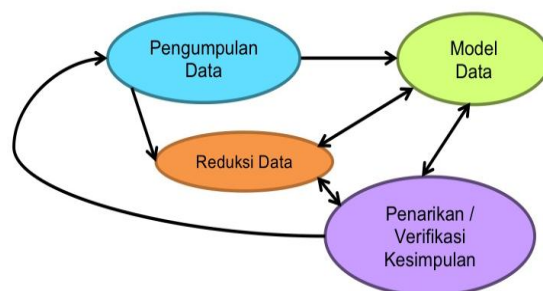 Pengumpulan
Data
Model
Data
Reduksi Data
Penarikan /
Verifikasi
Kesimpulan